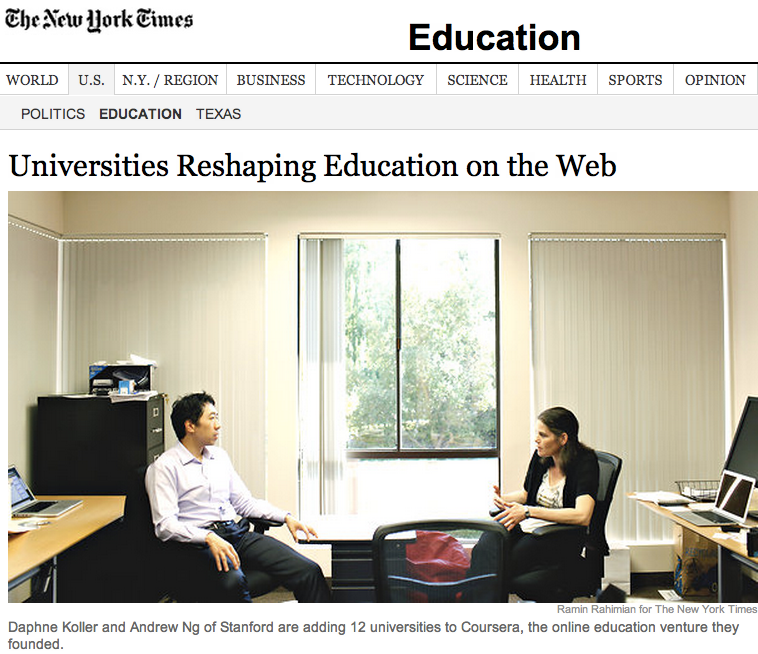 The New York Times
Education
WORLD U.S. N.Y. / REGION BUSINESS TECHNOLOGY SCIENCE HEALTH SPORTS OPINION
POLITICS EDUCATION TEXAS
Universities Reshaping Education on the Web
Ramin Rahimian for The New York Times
Daphne Koller and Andrew Ng of Stanford are adding 12 universities to Coursera, the online education venture they
founded.